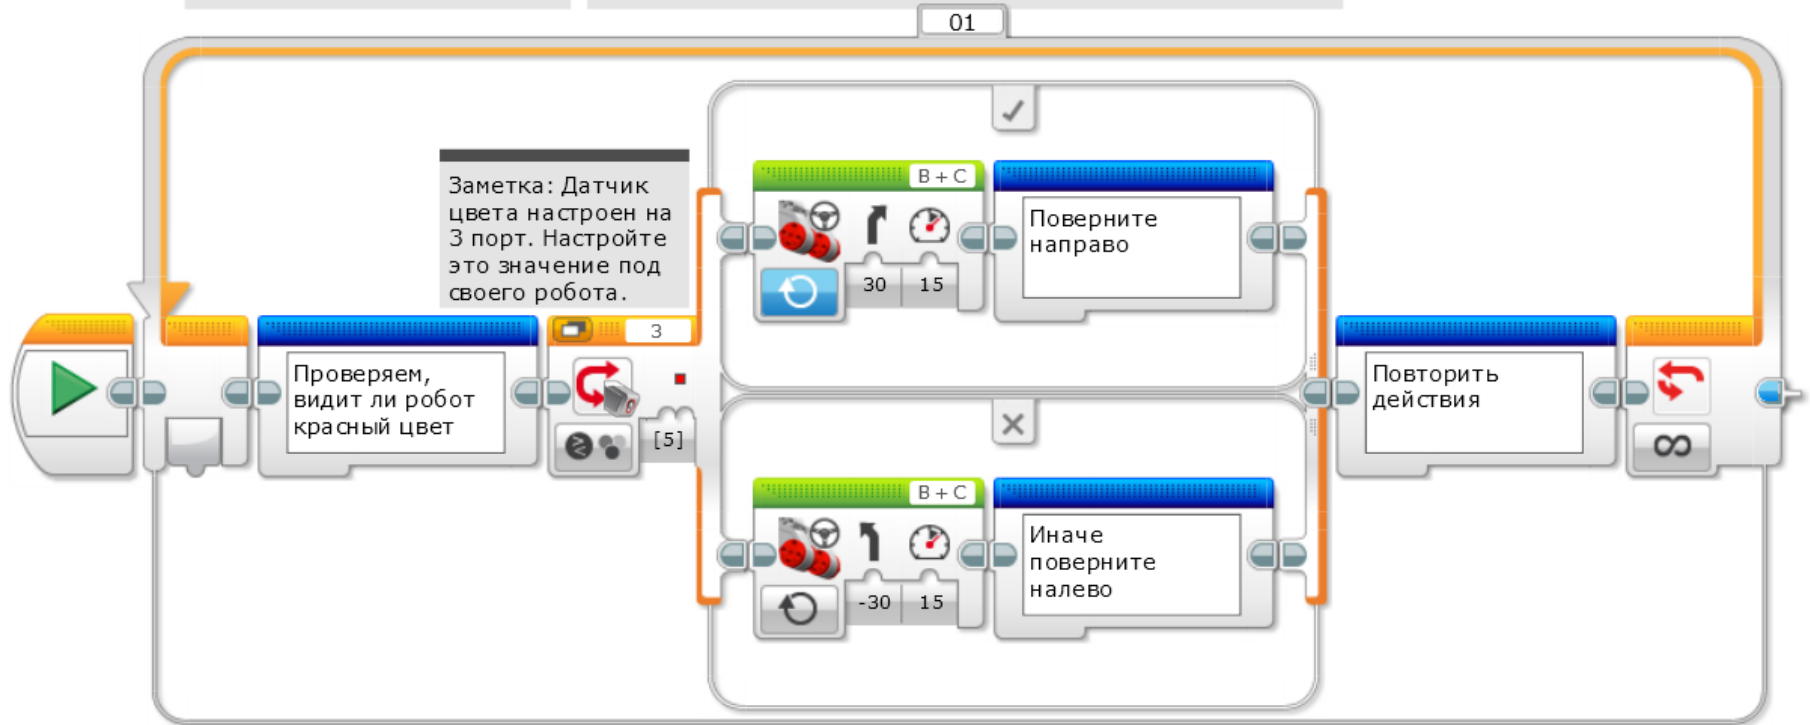 01
Заметка: Датчик
цвета настроен на
3 порт. Настройте
это значение под
своего робота.
B + C
30
15
Поверните
направо
3
Проверяем,
видит ли робот
красный цвет
[5]
Повторить
действия
B + C
-30
15
Иначе
поверните
налево